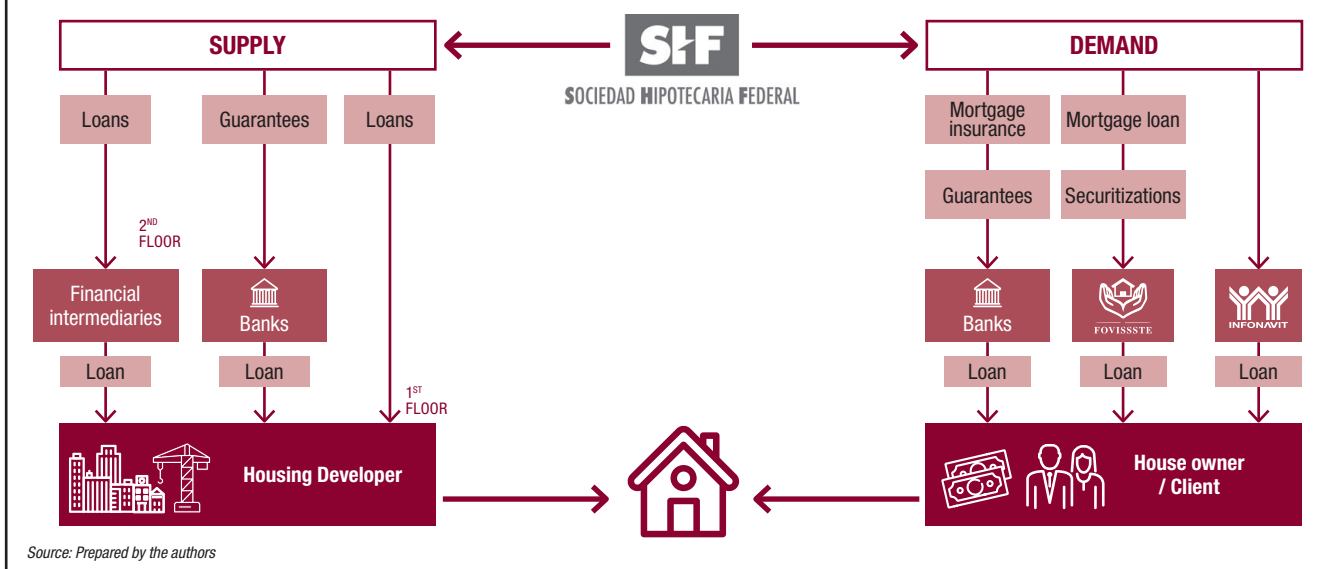 SUPPLY
SHF
SOCIEDAD HIPOTECARIA FEDERAL
DEMAND
Loans
Guarantees
Loans
Mortgage
insurance
Mortgage loan
Guarantees
Securitizations
2ND
FLOOR
Financial
intermediaries
Banks
Banks
FOVISSSTE
INFONAVIT
Loan
Loan
Loan
Loan
Loan
1ST
FLOOR
Housing Developer
House owner
/ Client
Source: Prepared by the authors